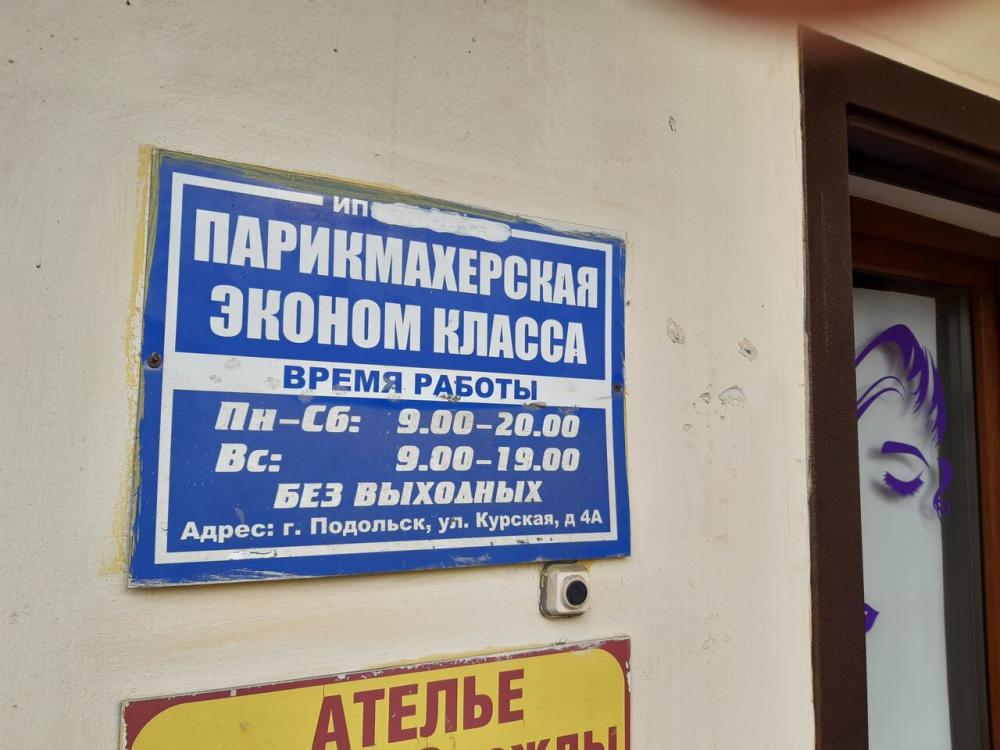 ИП
ПАРИКМАХЕРСКАЯ
ЭКОНОМ КЛАССА
ВРЕМЯ РАБОТЫ
Пн-Сб: 9.00-20.00
Вс: 9.00-19.00
БЕЗ ВЫХОДНЫХ
Адрес: г. Подольск, ул. Курская, д 4А
АТЕЛЬЕ